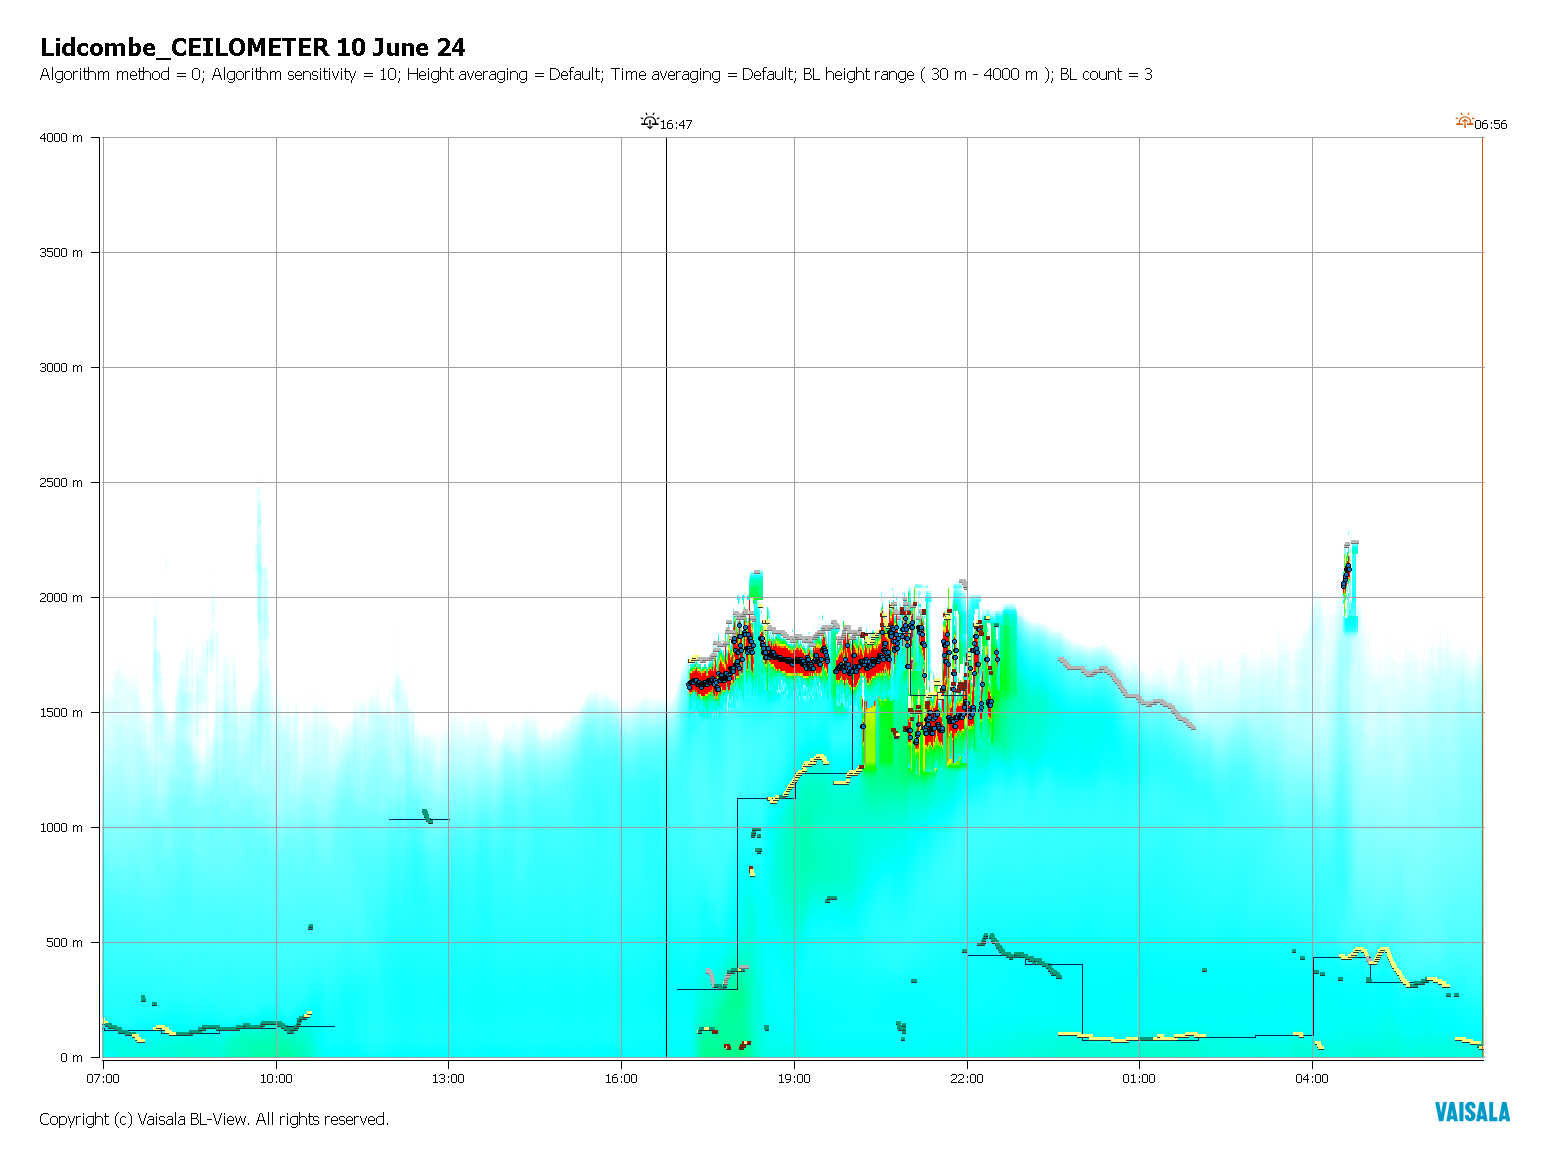 Lidcombe_CEILOMETER 10 June 24
Algorithm method = 0; Algorithm sensitivity = 10; Height averaging = Default; Time averaging = Default; BL height range ( 30 m - 4000 m ); BL count = 3
16:47
06:56
4000 m
3500 m
3000 m
2500 m
2000 m
1500 m
1000 m
500 m
0 m
07:00
10:00
13:00
16:00
19:00
22:00
01:00
04:00
Copyright (c) Vaisala BL-View. All rights reserved.
VAISALA